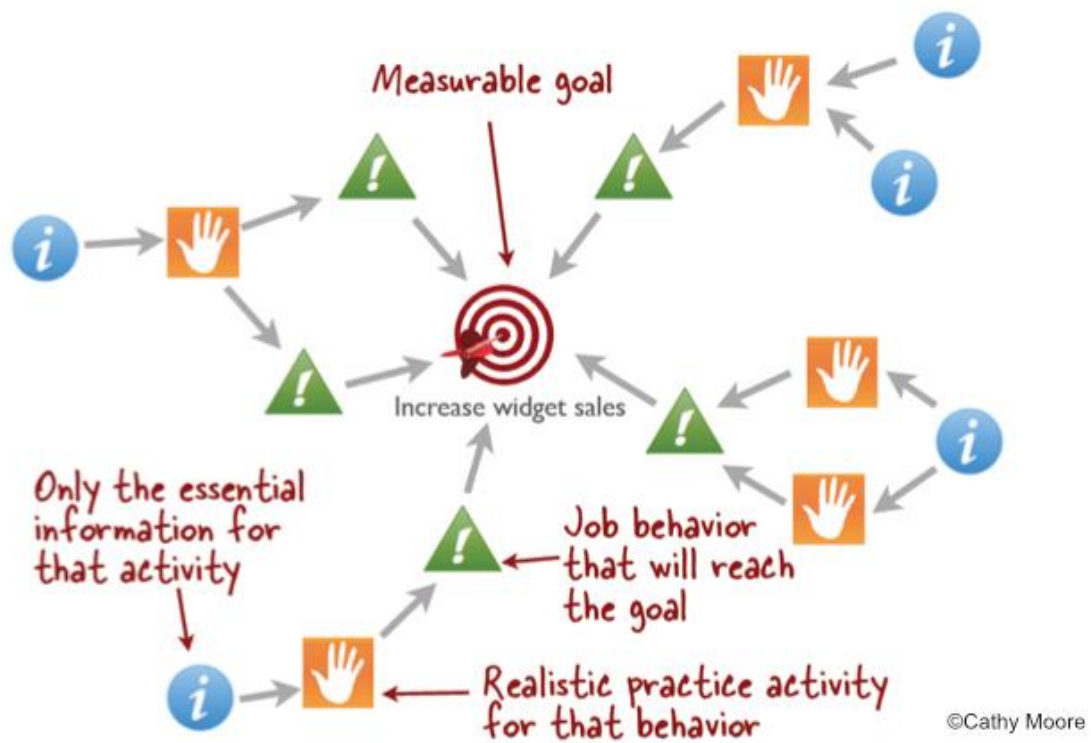 Measurable goal
Increase widget sales
Only the essential
information for
that activity
Job behavior
that will reach
the goal
Realistic practice activity
for that behavior
©Cathy Moore